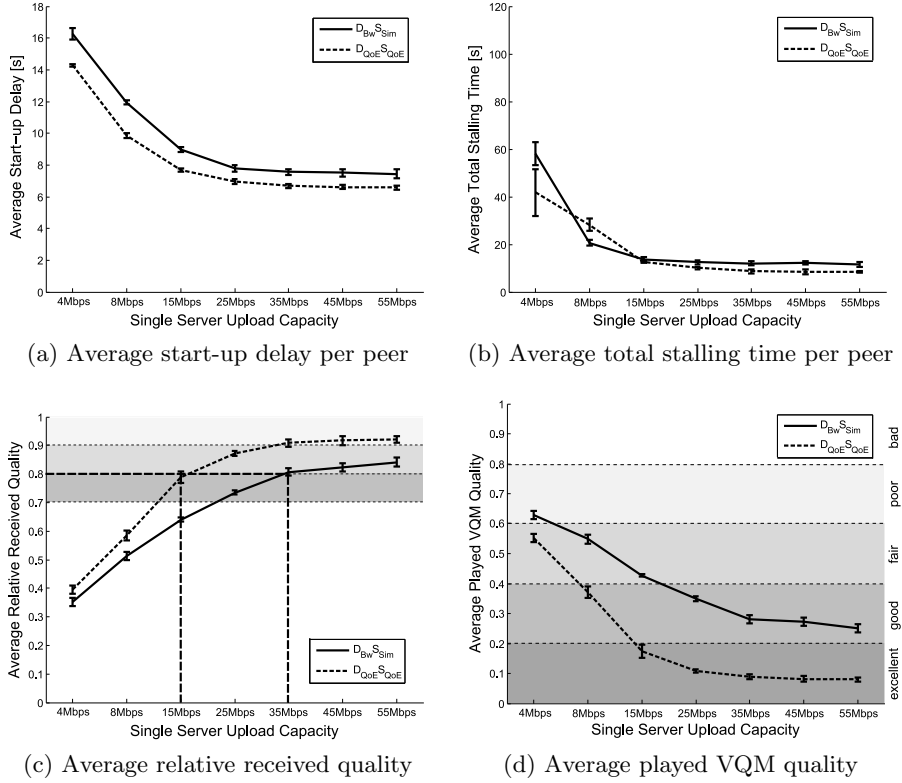 18
16
14
12
10
8
6
4
2
0
Average Start−up Delay [s]
D_BwS_Sim
D_QoES_QoE
4Mbps 8Mbps 15Mbps 25Mbps 35Mbps 45Mbps 55Mbps
Single Server Upload Capacity
(a) Average start-up delay per peer
120
100
80
60
40
20
0
Average Total Stalling Time [s]
D_BwS_Sim
D_QoES_QoE
4Mbps 8Mbps 15Mbps 25Mbps 35Mbps 45Mbps 55Mbps
Single Server Upload Capacity
(b) Average total stalling time per peer
1
0.9
0.8
0.7
0.6
0.5
0.4
0.3
0.2
0.1
0
Average Relative Received Quality
D_BwS_Sim
D_QoES_QoE
4Mbps 8Mbps 15Mbps 25Mbps 35Mbps 45Mbps 55Mbps
Single Server Upload Capacity
(c) Average relative received quality
1
0.9
0.8
0.7
0.6
0.5
0.4
0.3
0.2
0.1
0
Average Played VQM Quality
D_BwS_Sim
D_QoES_QoE
bad
poor
fair
good
excellent
4Mbps 8Mbps 15Mbps 25Mbps 35Mbps 45Mbps 55Mbps
Single Server Upload Capacity
(d) Average played VQM quality